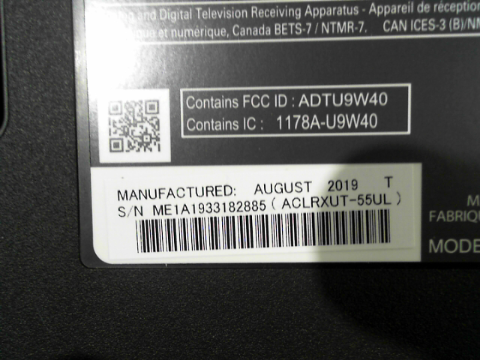 and Digital Television Receiving Apparatus - Appareil de réception
que et numérique, Canada BETS-7 / NTMR-7. CAN ICES-3 (B)/NM
Contains FCC ID : ADTU9W40
Contains IC : 1178A-U9W40
MANUFACTURED: AUGUST 2019 T
S/N ME1A1933182885 ( ACLRXUT-55UL )
M
FABRIQU
MODE